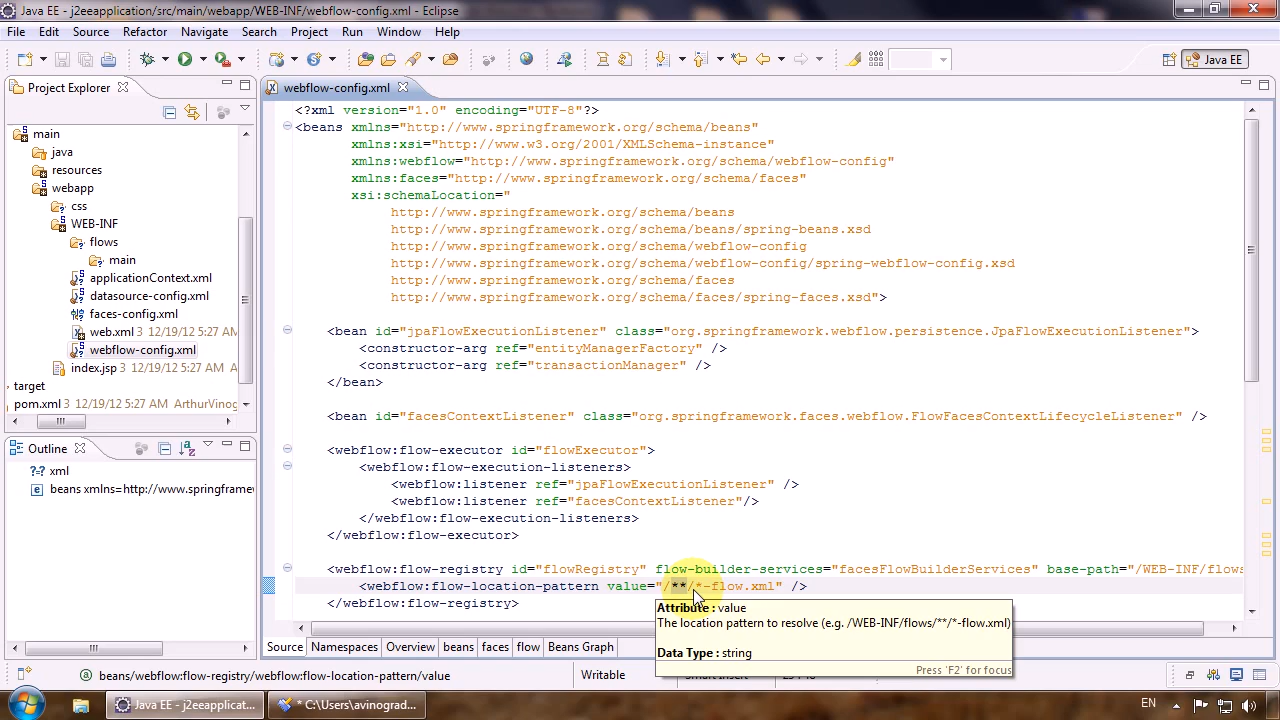 Java EE - j2eeapplication/src/main/webapp/WEB-INF/webflow-config.xml - Eclipse
File Edit Source Refactor Navigate Search Project Run Window Help
Java EE
Project Explorer
main
java
resources
webapp
css
WEB-INF
flows
main
applicationContext.xml
datasource-config.xml
faces-config.xml
web.xml 3 12/19/12 5:27 AM
webflow-config.xml
index.jsp 3 12/19/12 5:27 A
target
pom.xml 3 12/19/12 5:27 AM ArthurVinog
Outline
?=? xml
beans xmlns=http://www.springframew
webflow-config.xml
<?xml version="1.0" encoding="UTF-8"?>
<beans xmlns="http://www.springframework.org/schema/beans"
xmlns:xsi="http://www.w3.org/2001/XMLSchema-instance"
xmlns:webflow="http://www.springframework.org/schema/webflow-config"
xmlns:faces="http://www.springframework.org/schema/faces"
xsi:schemaLocation="
http://www.springframework.org/schema/beans
http://www.springframework.org/schema/beans/spring-beans.xsd
http://www.springframework.org/schema/webflow-config
http://www.springframework.org/schema/webflow-config/spring-webflow-config.xsd
http://www.springframework.org/schema/faces
http://www.springframework.org/schema/faces/spring-faces.xsd">
<bean id="jpaFlowExecutionListener" class="org.springframework.webflow.persistence.JpaFlowExecutionListener">
<constructor-arg ref="entityManagerFactory" />
<constructor-arg ref="transactionManager" />
</bean>
<bean id="facesContextListener" class="org.springframework.faces.webflow.FlowFacesContextLifecycleListener" />
<webflow:flow-executor id="flowExecutor">
<webflow:flow-execution-listeners>
<webflow:listener ref="jpaFlowExecutionListener" />
<webflow:listener ref="facesContextListener"/>
</webflow:flow-execution-listeners>
</webflow:flow-executor>
<webflow:flow-registry id="flowRegistry" flow-builder-services="facesFlowBuilderServices" base-path="/WEB-INF/flows
<webflow:flow-location-pattern value="/**/*-flow.xml" />
</webflow:flow-registry>
Attribute : value
The location pattern to resolve (e.g. /WEB-INF/flows/**/*-flow.xml)
Data Type : string
Press 'F2' for focus
Source Namespaces Overview beans faces flow Beans Graph
beans/webflow:flow-registry/webflow:flow-location-pattern/value
Writable
Java EE - j2eeapplicat...
* C:\Users\avinograd...
EN